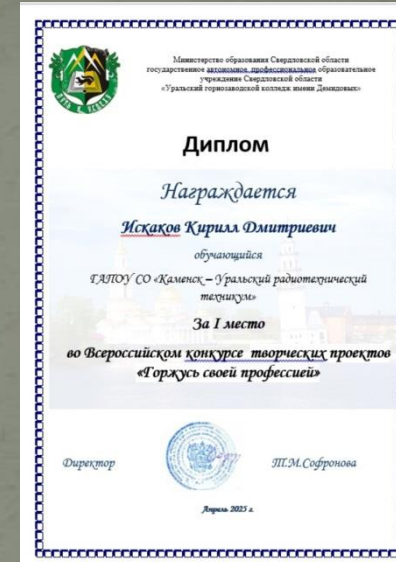 Министерство образования Свердловской области
государственное автономное профессиональное образовательное
учреждение Свердловской области
«Уральский горнозаводской колледж имени Демидовых»
Диплом
Награждается
Искаков Кирилл Дмитриевич
обучающийся
ГАПОУ СО «Каменск – Уральский радиотехнический
техникум»
За I место
во Всероссийском конкурсе творческих проектов
«Горжусь своей профессией»
Директор
Т.М.Софронова
Апрель 2025 г.